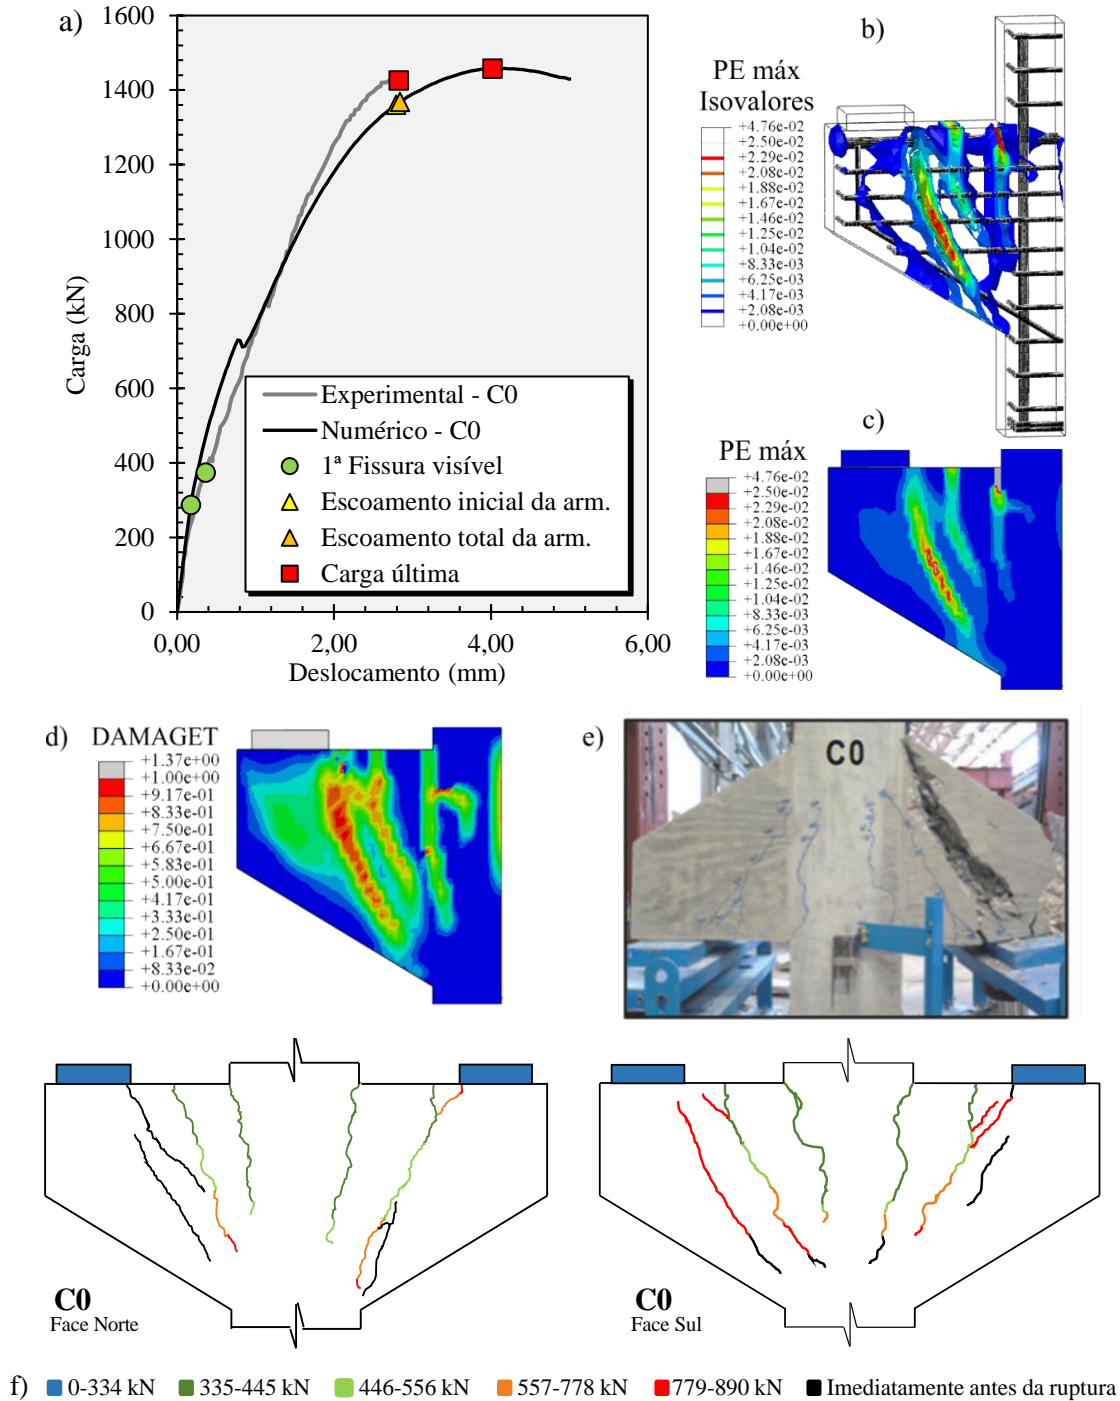 a)
1600
1400
1200
1000
800
600
400
200
0
Carga (kN)
0,00
2,00
4,00
6,00
Deslocamento (mm)
Experimental - C0
Numérico - C0
1ª Fissura visível
Escoamento inicial da arm.
Escoamento total da arm.
Carga última
b)
PE máx
Isovalores
+4.76e-02
+2.50e-02
+2.29e-02
+2.08e-02
+1.88e-02
+1.67e-02
+1.46e-02
+1.25e-02
+1.04e-02
+8.33e-03
+6.25e-03
+4.17e-03
+2.08e-03
+0.00e+00
c)
PE máx
+4.76e-02
+2.50e-02
+2.29e-02
+2.08e-02
+1.88e-02
+1.67e-02
+1.46e-02
+1.25e-02
+1.04e-02
+8.33e-03
+6.25e-03
+4.17e-03
+2.08e-03
+0.00e+00
d)
DAMAGET
+1.37e+00
+1.00e+00
+9.17e-01
+8.33e-01
+7.50e-01
+6.67e-01
+5.83e-01
+5.00e-01
+4.17e-01
+3.33e-01
+2.50e-01
+1.67e-01
+8.33e-02
+0.00e+00
e)
C0
C0
Face Norte
C0
Face Sul
f) 0-334 kN 335-445 kN 446-556 kN 557-778 kN 779-890 kN Imediatamente antes da ruptura